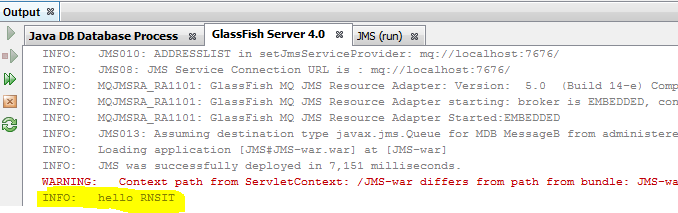 Output
Java DB Database Process GlassFish Server 4.0 JMS (run)
INFO: JMS010: ADDRESSLIST in setJmsServiceProvider: mq://localhost:7676/
INFO: JMS08: JMS Service Connection URL is : mq://localhost:7676/
INFO: MQJMSRA_RA1101: GlassFish MQ JMS Resource Adapter: Version: 5.0 (Build 14-e) Comp
INFO: MQJMSRA_RA1101: GlassFish MQ JMS Resource Adapter starting: broker is EMBEDDED, con
INFO: MQJMSRA_RA1101: GlassFish MQ JMS Resource Adapter Started:EMBEDDED
INFO: JMS013: Assuming destination type javax.jms.Queue for MDB MessageB from administere
INFO: Loading application [JMS#JMS-war.war] at [JMS-war]
INFO: JMS was successfully deployed in 7,151 milliseconds.
WARNING: Context path from ServletContext: /JMS-war differs from path from bundle: JMS-wa
INFO: hello RNSIT